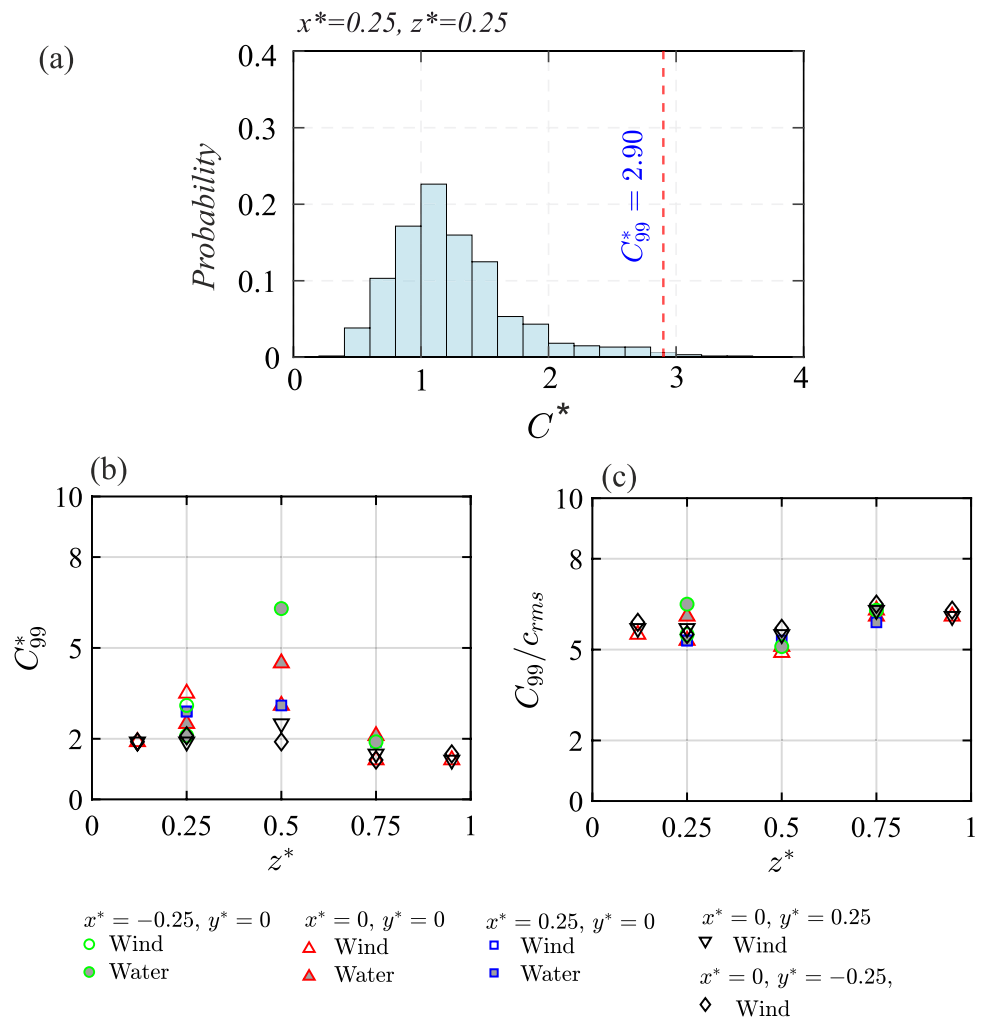 x*=0.25, z*=0.25
(a)
0.4
0.3
0.2
0.1
0
Probability
C*99 = 2.90
0 1 2 3 4
C*
(b)
10
8
5
2
0
C*99
0 0.25 0.5 0.75 1
z*
(c)
10
8
5
2
0
C99/crms
0 0.25 0.5 0.75 1
z*
x* = −0.25, y* = 0
Wind
Water
x* = 0, y* = 0
Wind
Water
x* = 0.25, y* = 0
Wind
Water
x* = 0, y* = 0.25
Wind
x* = 0, y* = −0.25,
Wind